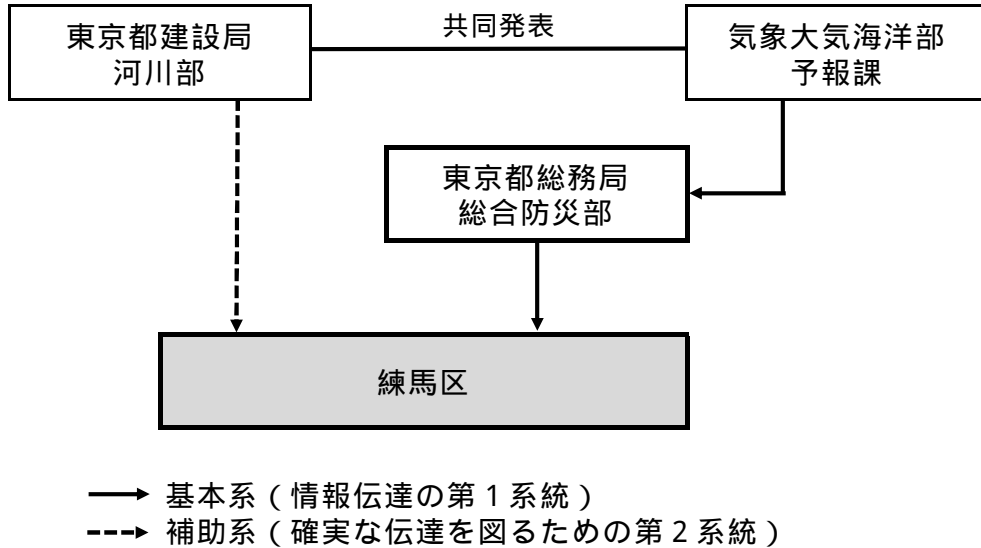 東京都建設局
河川部
共同発表
気象大気海洋部
予報課
東京都総務局
総合防災部
練馬区
基本系（情報伝達の第1系統）
補助系（確実な伝達を図るための第2系統）